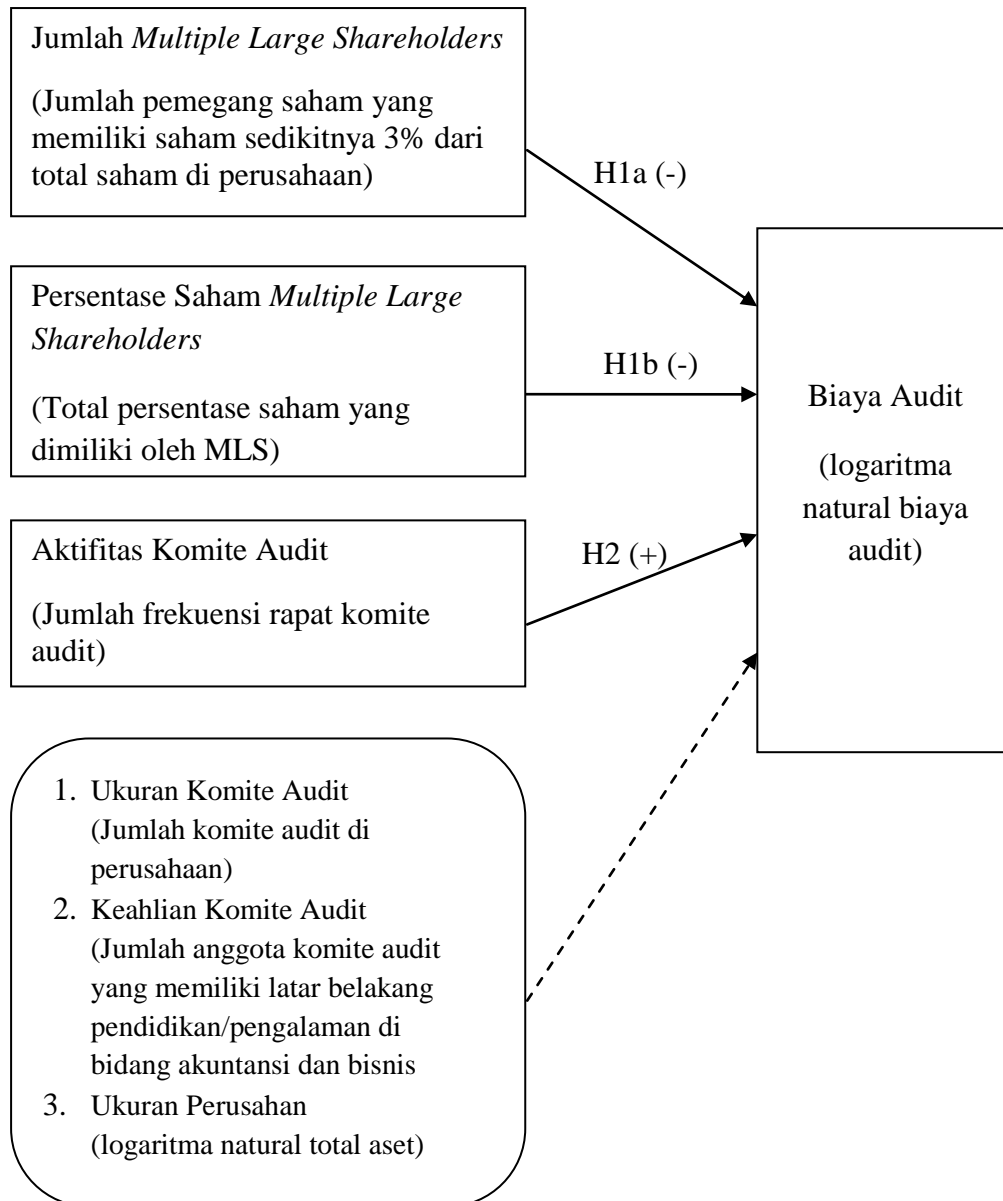 Jumlah Multiple Large Shareholders
(Jumlah pemegang saham yang
memiliki saham sedikitnya 3% dari
total saham di perusahaan)
H1a (-)
Persentase Saham Multiple Large
Shareholders
(Total persentase saham yang
dimiliki oleh MLS)
H1b (-)
Biaya Audit
(logaritma
natural biaya
audit)
Aktifitas Komite Audit
(Jumlah frekuensi rapat komite
audit)
H2 (+)
1. Ukuran Komite Audit
(Jumlah komite audit di
perusahaan)
2. Keahlian Komite Audit
(Jumlah anggota komite audit
yang memiliki latar belakang
pendidikan/pengalaman di
bidang akuntansi dan bisnis
3. Ukuran Perusahan
(logaritma natural total aset)